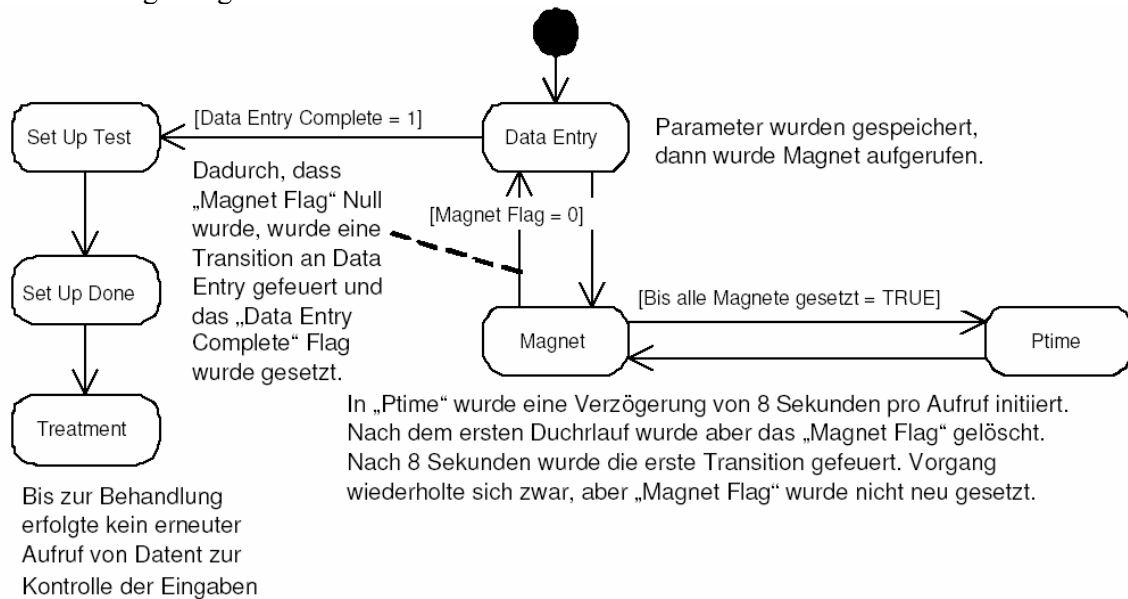 Set Up Test
[Data Entry Complete = 1]
Data Entry
Parameter wurden gespeichert,
dann wurde Magnet aufgerufen.
Dadurch, dass
„Magnet Flag“ Null
wurde, wurde eine
Transition an Data
Entry gefeuert und
das „Data Entry
Complete“ Flag
wurde gesetzt.
[Magnet Flag = 0]
Set Up Done
[Bis alle Magnete gesetzt = TRUE]
Magnet
Ptime
Treatment
In „Ptime“ wurde eine Verzögerung von 8 Sekunden pro Aufruf initiiert.
Nach dem ersten Duchrlauf wurde aber das „Magnet Flag“ gelöscht.
Nach 8 Sekunden wurde die erste Transition gefeuert. Vorgang
wiederholte sich zwar, aber „Magnet Flag“ wurde nicht neu gesetzt.
Bis zur Behandlung
erfolgte kein erneuter
Aufruf von Datent zur
Kontrolle der Eingaben